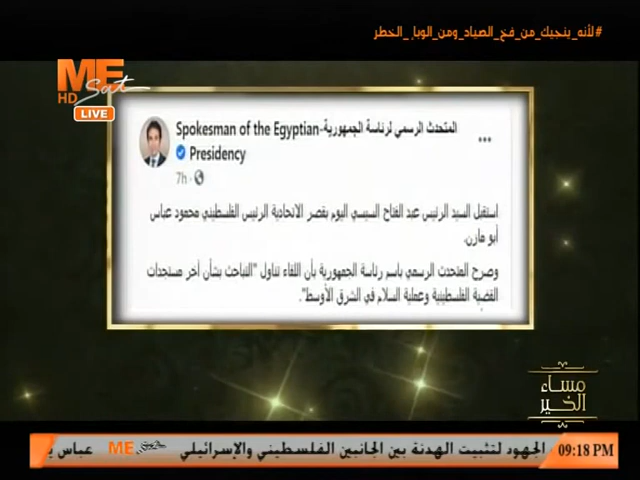 #لأنه_ينجيك_من_فخ_الصياد_ومن_الوبا_الخطر
ME Sat
HD
LIVE
Spokesman of the Egyptian-المتحدث الرسمي لرئاسة الجمهورية
Presidency
7h
استقبل السيد الرئيس عبد الفتاح السيسي اليوم بقصر الاتحادية الرئيس الفلسطيني محمود عباس
أبو مازن.
وصرح المتحدث الرسمي باسم رئاسة الجمهورية بأن اللقاء تناول "التباحث بشأن آخر مستجدات
القضية الفلسطينية وعملية السلام في الشرق الأوسط".
مساء
الخير
الجهود لتثبيت الهدنة بين الجانبين الفلسطيني والإسرائيلي ME Sat عباس ي
09:18 PM